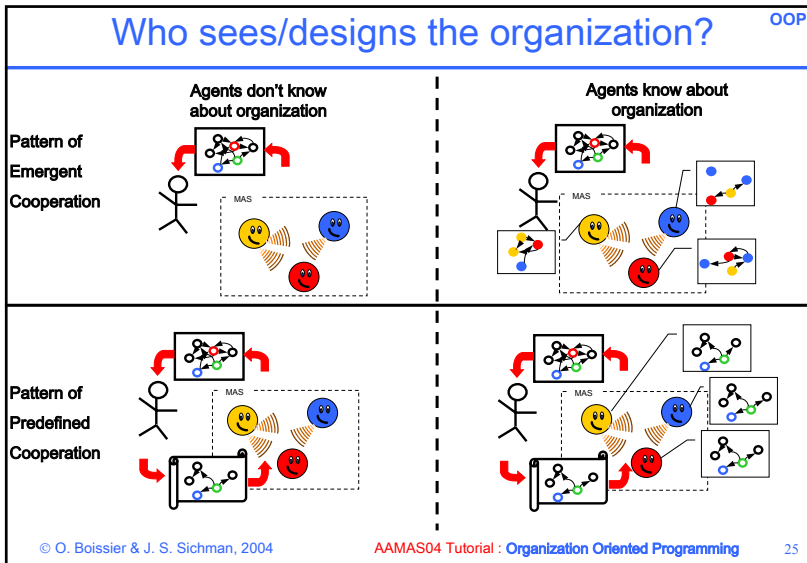 Who sees/designs the organization?
OOP
Agents don't know
about organization
Agents know about
organization
Pattern of
Emergent
Cooperation
MAS
MAS
Pattern of
Predefined
Cooperation
MAS
MAS
© O. Boissier & J. S. Sichman, 2004
AAMAS04 Tutorial : Organization Oriented Programming
25